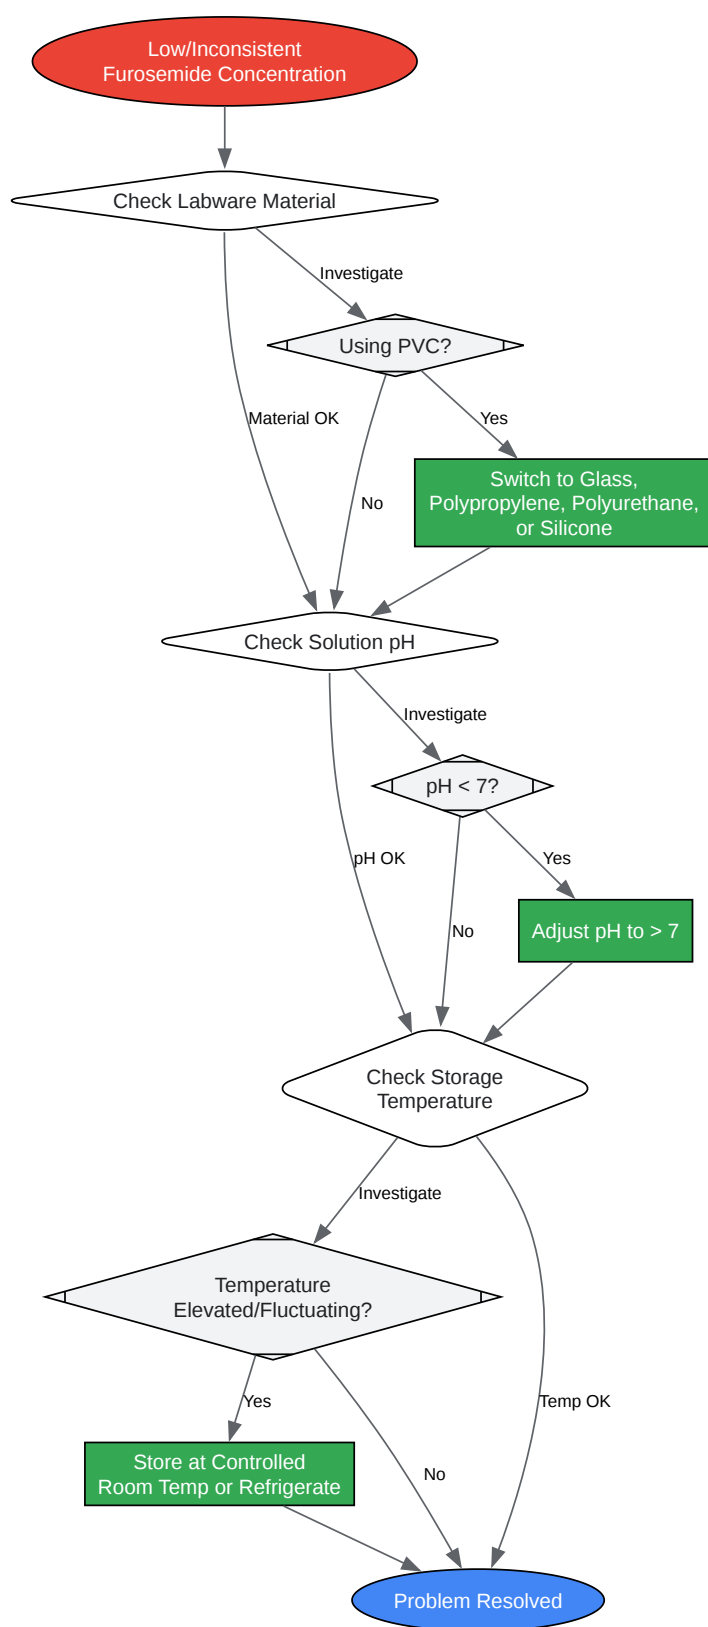 Low/Inconsistent
Furosemide Concentration
Check Labware Material
Investigate
Using PVC?
Material OK
Yes
Switch to Glass,
Polypropylene, Polyurethane,
or Silicone
No
Check Solution pH
Investigate
pH < 7?
pH OK
Yes
No
Adjust pH to > 7
Check Storage
Temperature
Investigate
Temperature
Elevated/Fluctuating?
Yes
Temp OK
Store at Controlled
Room Temp or Refrigerate
No
Problem Resolved